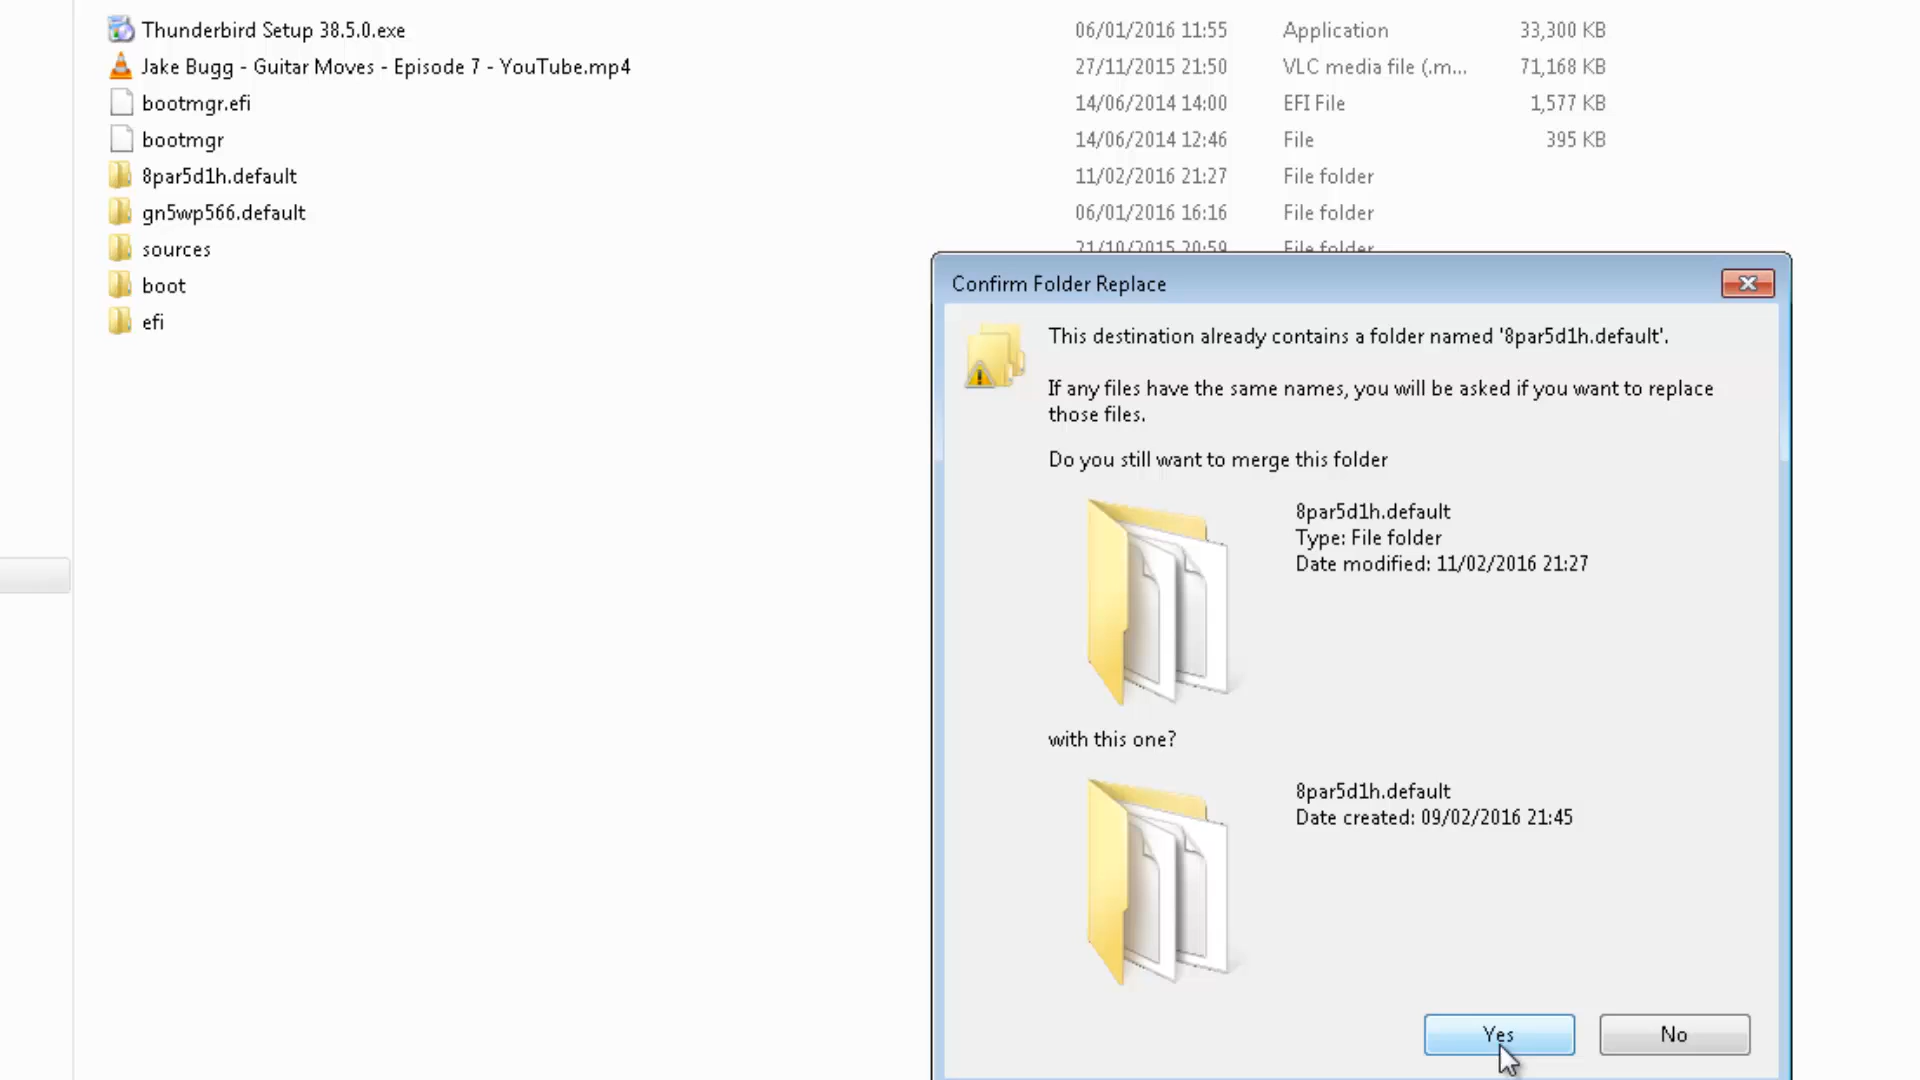 Thunderbird Setup 38.5.0.exe 06/01/2016 11:55 Application 33,300 KB
Jake Bugg - Guitar Moves - Episode 7 - YouTube.mp4 27/11/2015 21:50 VLC media file (.m... 71,168 KB
bootmgr.efi 14/06/2014 14:00 EFI File 1,577 KB
bootmgr 14/06/2014 12:46 File 395 KB
8par5d1h.default 11/02/2016 21:27 File folder
gn5wp566.default 06/01/2016 16:16 File folder
sources 21/10/2015 20:59 File folder
boot
efi
Confirm Folder Replace
This destination already contains a folder named '8par5d1h.default'.
If any files have the same names, you will be asked if you want to replace
those files.
Do you still want to merge this folder
8par5d1h.default
Type: File folder
Date modified: 11/02/2016 21:27
with this one?
8par5d1h.default
Date created: 09/02/2016 21:45
Yes No